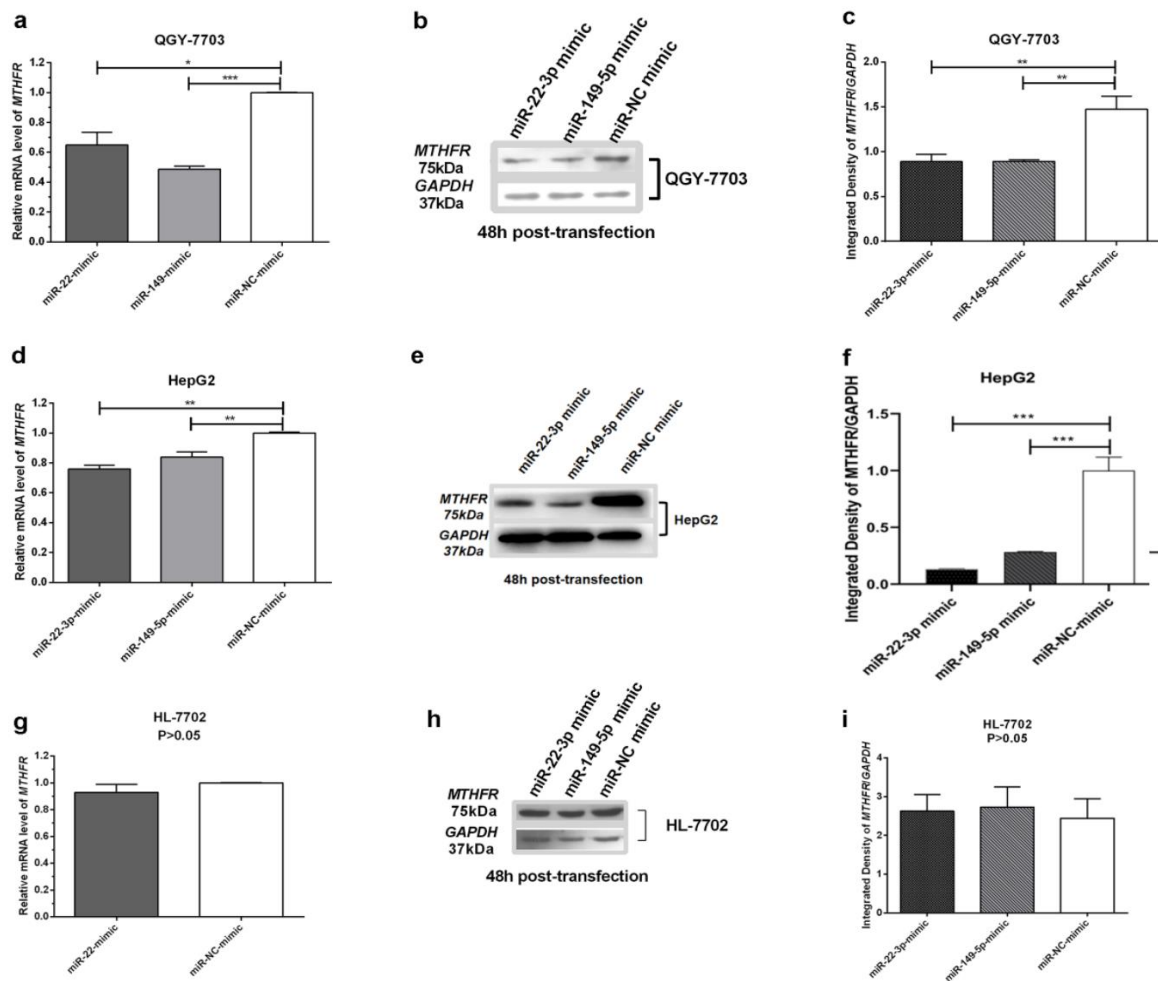 a
QGY-7703
Relative mRNA level of MTHFR
1.2
1.0
0.8
0.6
0.4
0.2
0.0
*
***
miR-22-mimic
miR-149-mimic
miR-NC-mimic
b
miR-22-3p mimic
miR-149-5p mimic
miR-NC mimic
MTHFR
75kDa
GAPDH
37kDa
QGY-7703
48h post-transfection
c
QGY-7703
Integrated Density of MTHFR/GAPDH
2.0
1.5
1.0
0.5
0.0
**
**
miR-22-3p-mimic
miR-149-5p-mimic
miR-NC-mimic
d
HepG2
Relative mRNA level of MTHFR
1.2
1.0
0.8
0.6
0.4
0.2
0.0
**
**
miR-22-3p-mimic
miR-149-5p-mimic
miR-NC-mimic
e
miR-22-3p mimic
miR-149-5p mimic
miR-NC mimic
MTHFR
75kDa
GAPDH
37kDa
HepG2
48h post-transfection
f
HepG2
Integrated Density of MTHFR/GAPDH
1.5
1.0
0.5
0.0
***
***
miR-22-3p mimic
miR-149-5p mimic
miR-NC-mimic
g
HL-7702
P>0.05
Relative mRNA level of MTHFR
1.2
1.0
0.8
0.6
0.4
0.2
0.0
miR-22-mimic
miR-NC-mimic
h
miR-22-3p mimic
miR-149-5p mimic
miR-NC mimic
MTHFR
75kDa
GAPDH
37kDa
HL-7702
48h post-transfection
i
HL-7702
P>0.05
Integrated Density of MTHFR/GAPDH
5
4
3
2
1
0
miR-22-3p-mimic
miR-149-5p-mimic
miR-NC-mimic